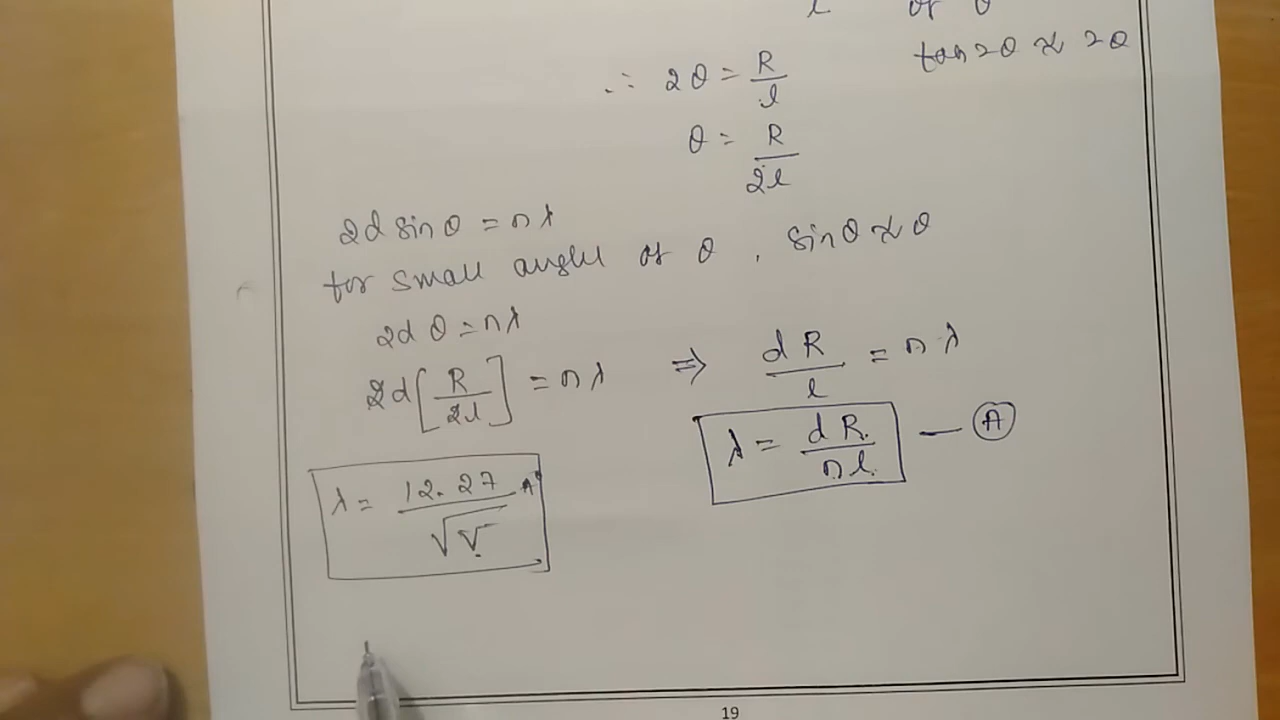 l of θ
tan 2θ ≈ 2θ
∴ 2θ = R/l
θ = R/2l
2d sin θ = nλ
for small angle of θ, sin θ ≈ θ
2d θ = nλ
2d [R/2l] = nλ ⇒ dR/l = nλ
λ = dR/nl — Ⓐ
λ = 12.27/√V A°
19